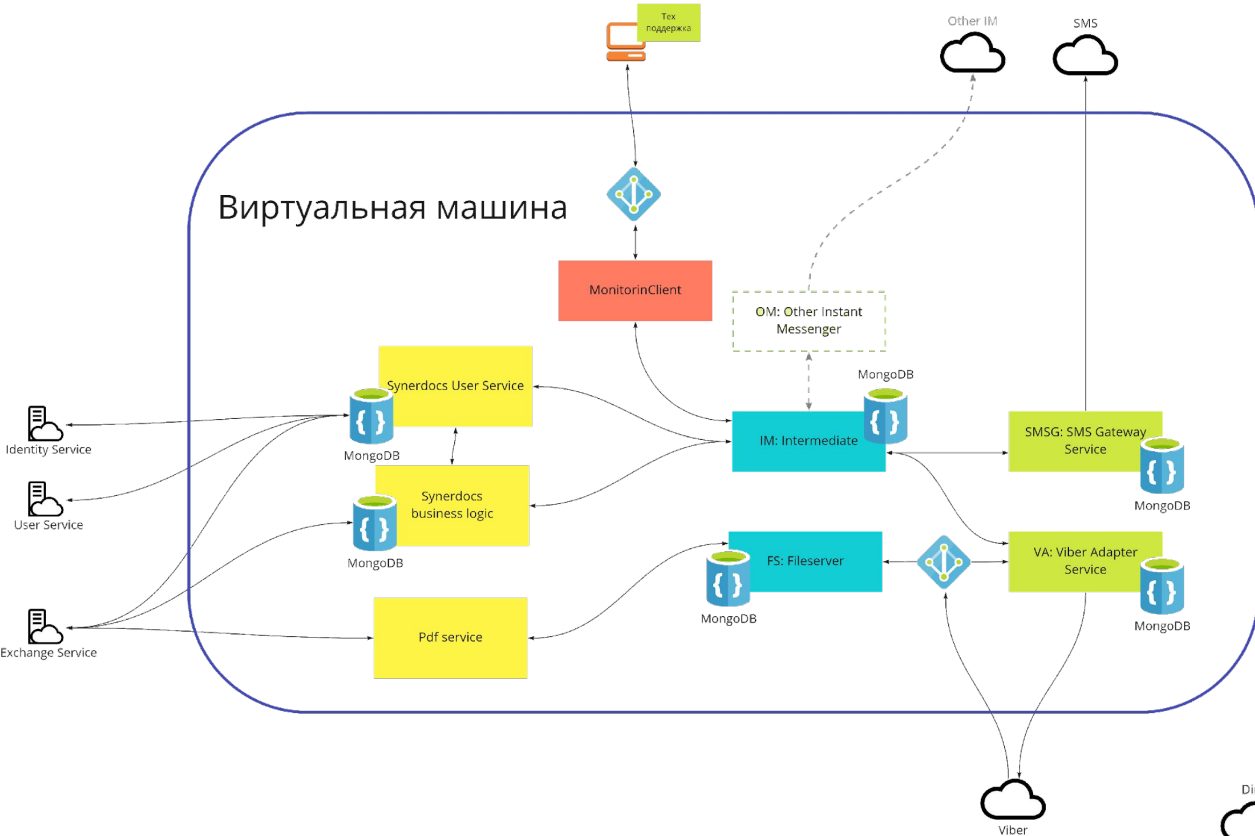 Тех
поддержка
Other IM
SMS
Виртуальная машина
MonitorinClient
OM: Other Instant
Messenger
MongoDB
Synerdocs User Service
IM: Intermediate
SMSG: SMS Gateway
Service
Identity Service
MongoDB
Synerdocs
business logic
MongoDB
User Service
MongoDB
FS: Fileserver
VA: Viber Adapter
Service
MongoDB
MongoDB
Pdf service
Exchange Service
Viber